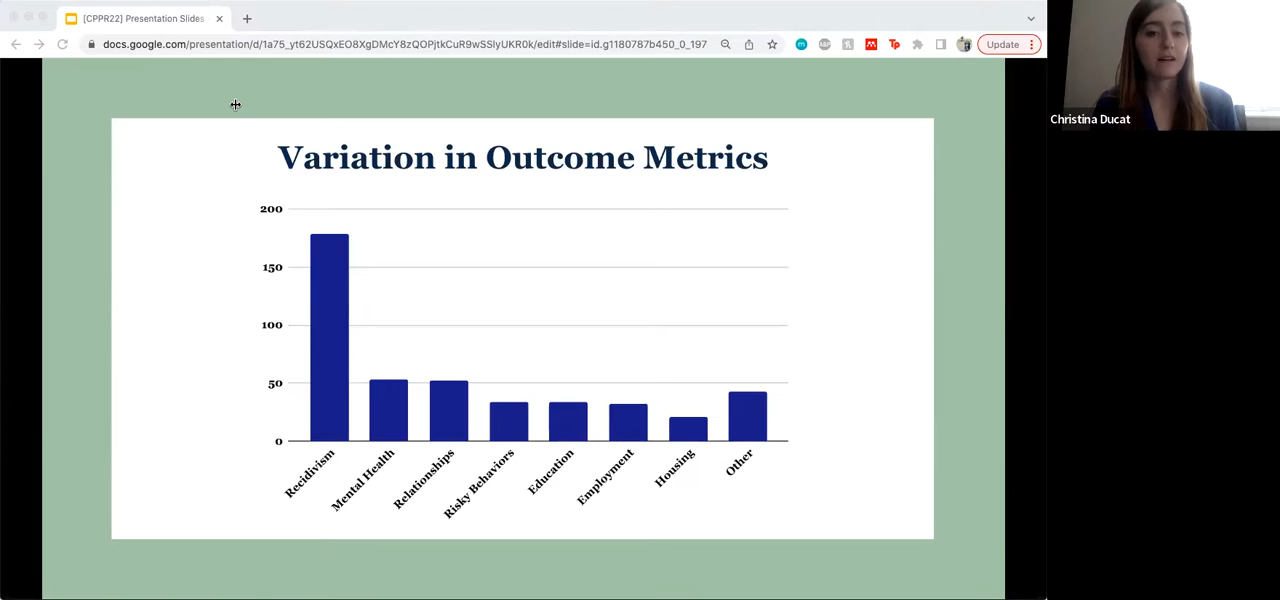 [CPPR22] Presentation Slides
docs.google.com/presentation/d/1a75_yt62USQxEO8XgDMcY8zQOPjtkCuR9wSSlyUKR0k/edit#slide=id.g1180787b450_0_197
Update
Christina Ducat
Variation in Outcome Metrics
200
150
100
50
0
Recidivism
Mental Health
Relationships
Risky Behaviors
Education
Employment
Housing
Other